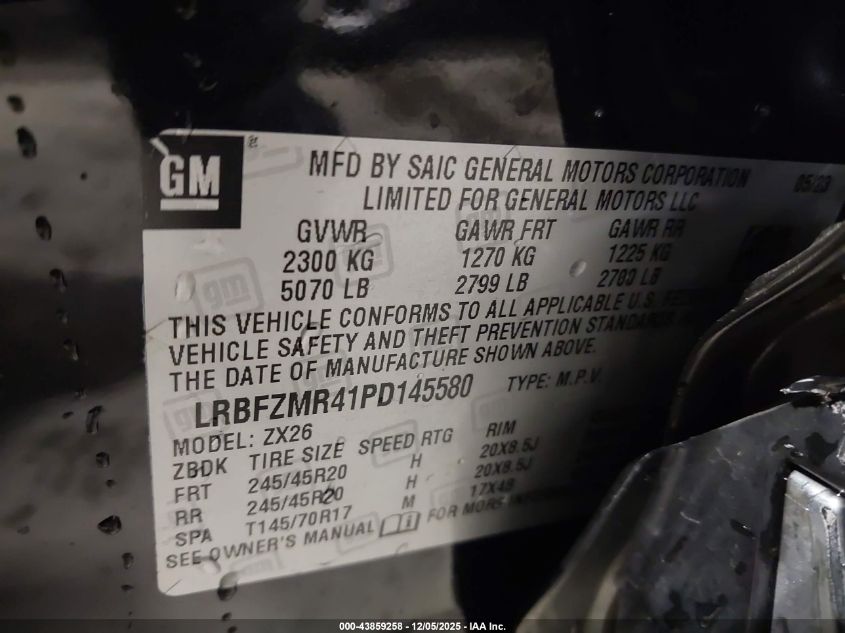 GM
MFD BY SAIC GENERAL MOTORS CORPORATION 05/23
LIMITED FOR GENERAL MOTORS LLC
GVWR GAWR FRT GAWR RR
2300 KG 1270 KG 1225 KG
5070 LB 2799 LB 2700 LB
THIS VEHICLE CONFORMS TO ALL APPLICABLE U.S.
VEHICLE SAFETY AND THEFT PREVENTION
THE DATE OF MANUFACTURE SHOWN ABOVE.
LRBFZMR41PD145580 TYPE: M.P.V.
MODEL: ZX26
ZBDK TIRE SIZE SPEED RTG RIM
FRT 245/45R20 H 20X8.5J
RR 245/45R20 H 20X8.5J
SPA T145/70R17 M 17X4B
SEE OWNER'S MANUAL FOR MORE
000-43859258 - 12/05/2025 - IAA Inc.